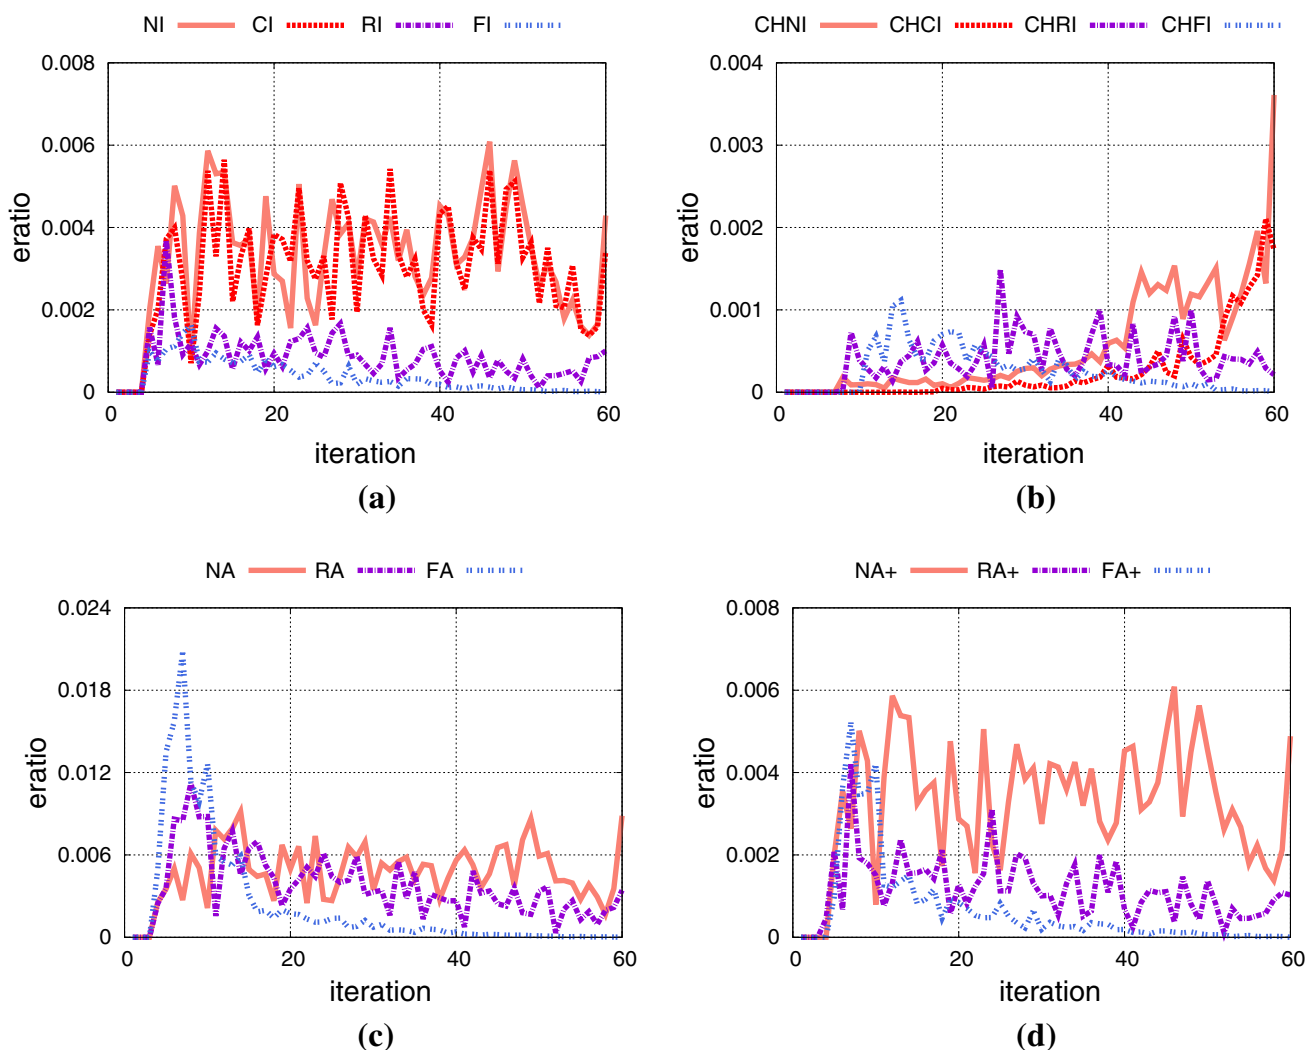 NI CI RI FI
0.008
0.006
0.004
0.002
0
eratio
0 20 40 60
iteration
(a)
CHNI CHCI CHRI CHFI
0.004
0.003
0.002
0.001
0
eratio
0 20 40 60
iteration
(b)
NA RA FA
0.024
0.018
0.012
0.006
0
eratio
0 20 40 60
iteration
(c)
NA+ RA+ FA+
0.008
0.006
0.004
0.002
0
eratio
0 20 40 60
iteration
(d)